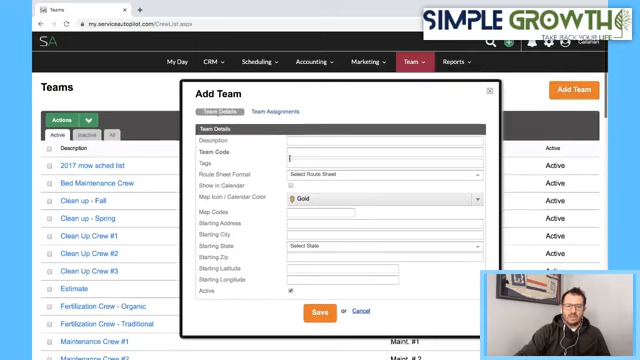 Teams
my.serviceautopilot.com/CrewList.aspx
SIMPLE GROWTH
TAKE BACK YOUR LIFE
SA
Callahan
My Day
CRM
Scheduling
Accounting
Marketing
Team
Reports
Teams
Add Team
Actions
Active
Inactive
All
Description
Active
2017 mow sched list
Active
Bed Maintenance Crew
Active
Clean up - Fall
Active
Clean up - Spring
Active
Clean up Crew #1
Active
Clean up Crew #2
Active
Clean up Crew #3
Active
Estimate
Active
Fertilization Crew - Organic
Active
Fertilization Crew - Traditional
Maintenance Crew #1
Maint. # 1
Active
Maintenance Crew #2
Maint. # 2
Add Team
Team Details
Team Assignments
Team Details
Description
Team Code
Tags
Route Sheet Format
Select Route Sheet
Show in Calendar
Map Icon / Calendar Color
Gold
Map Codes
Starting Address
Starting City
Starting State
Select State
Starting Zip
Starting Latitude
Starting Longitude
Active
Save
or
Cancel